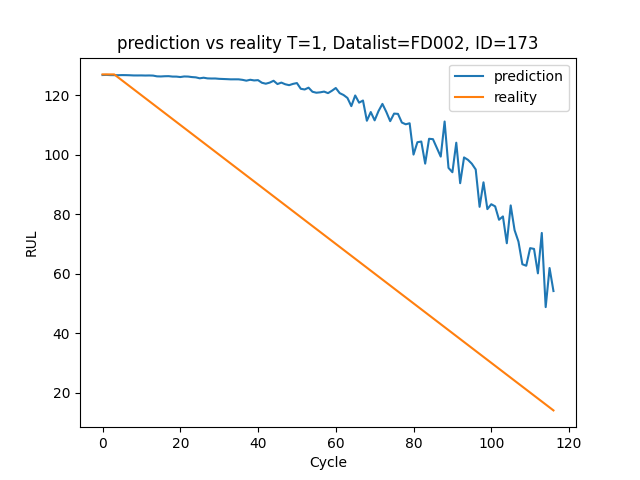 prediction vs reality T=1, Datalist=FD002, ID=173
prediction
reality
120
100
80
60
40
20
RUL
0 20 40 60 80 100 120
Cycle